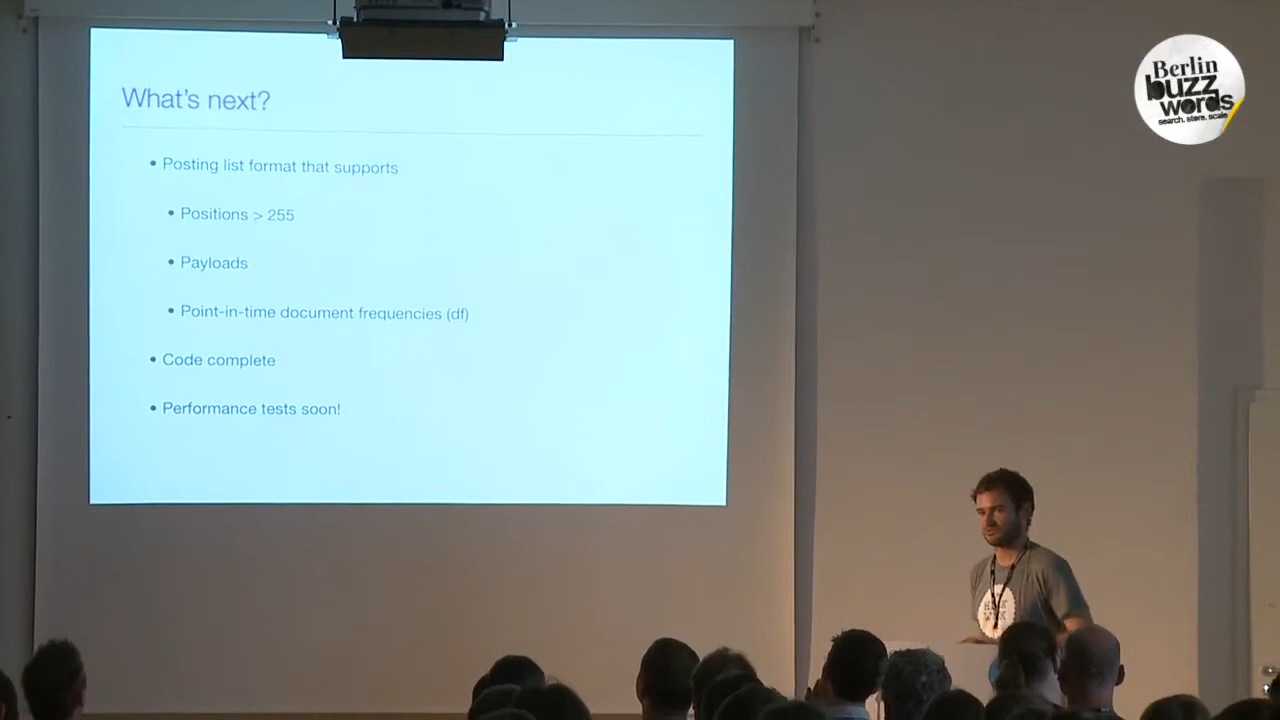 What's next?
• Posting list format that supports
• Positions > 255
• Payloads
• Point-in-time document frequencies (df)
• Code complete
• Performance tests soon!
Berlin
buzz
words
search. store. scale